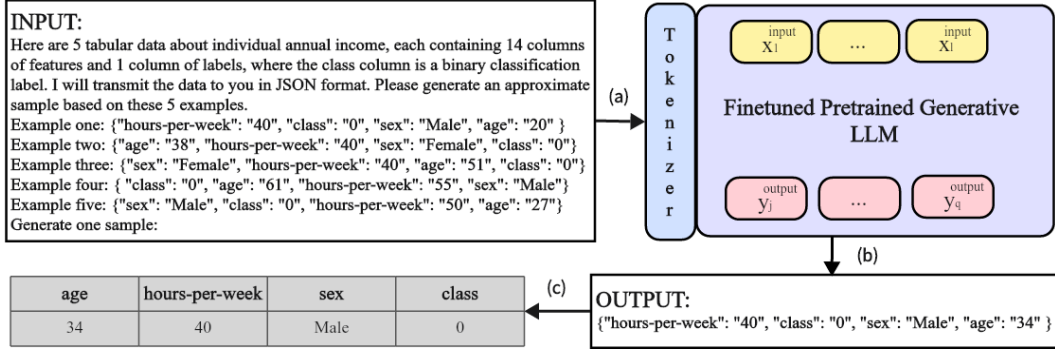 INPUT:
Here are 5 tabular data about individual annual income, each containing 14 columns
of features and 1 column of labels, where the class column is a binary classification
label. I will transmit the data to you in JSON format. Please generate an approximate
sample based on these 5 examples.
Example one: {"hours-per-week": "40", "class": "0", "sex": "Male", "age": "20" }
Example two: {"age": "38", "hours-per-week": "40", "sex": "Female", "class": "0"}
Example three: {"sex": "Female", "hours-per-week": "40", "age": "51", "class": "0"}
Example four: { "class": "0", "age": "61", "hours-per-week": "55", "sex": "Male"}
Example five: {"sex": "Male", "class": "0", "hours-per-week": "50", "age": "27"}
Generate one sample:
(a)
Tokenizer
x₁ input
...
x₁ input
Finetuned Pretrained Generative
LLM
yⱼ output
...
y_q output
(b)
OUTPUT:
{"hours-per-week": "40", "class": "0", "sex": "Male", "age": "34" }
(c)
age hours-per-week sex class
34 40 Male 0